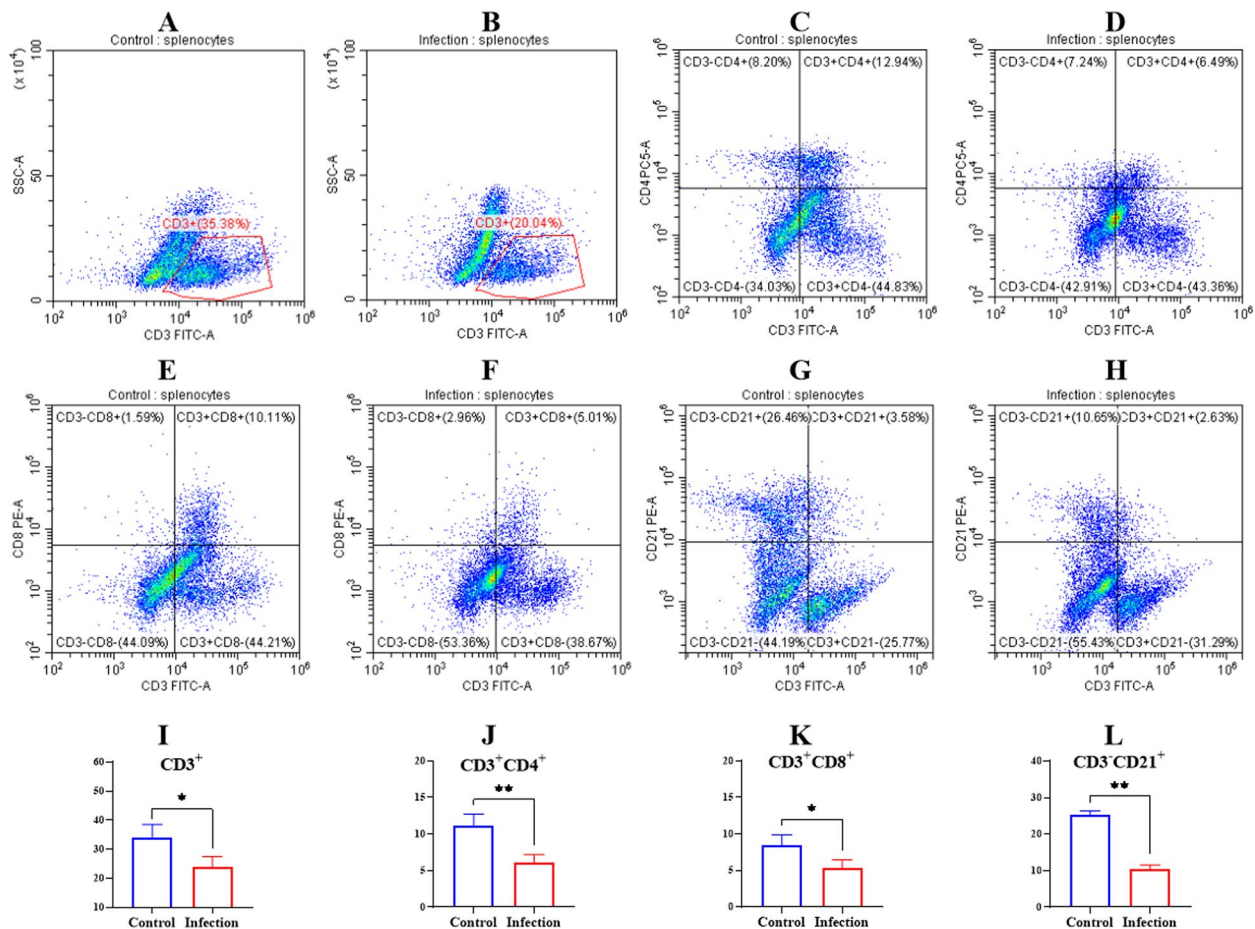 A
Control : splenocytes
(x 10⁴)
100
50
0
SSC-A
CD3+(35.38%)
10² 10³ 10⁴ 10⁵ 10⁶
CD3 FITC-A
B
Infection : splenocytes
(x 10⁴)
100
50
0
SSC-A
CD3+(20.04%)
10² 10³ 10⁴ 10⁵ 10⁶
CD3 FITC-A
C
Control : splenocytes
CD3-CD4+(8.20%) CD3+CD4+(12.94%)
10⁶
10⁵
10⁴
10³
10²
CD4 PC5-A
CD3-CD4-(34.03%) CD3+CD4-(44.83%)
10² 10³ 10⁴ 10⁵ 10⁶
CD3 FITC-A
D
Infection : splenocytes
CD3-CD4+(7.24%) CD3+CD4+(6.49%)
10⁶
10⁵
10⁴
10³
10²
CD4 PC5-A
CD3-CD4-(42.91%) CD3+CD4-(43.36%)
10² 10³ 10⁴ 10⁵ 10⁶
CD3 FITC-A
E
Control : splenocytes
CD3-CD8+(1.59%) CD3+CD8+(10.11%)
10⁶
10⁵
10⁴
10³
10²
CD8 PE-A
CD3-CD8-(44.09%) CD3+CD8-(44.21%)
10² 10³ 10⁴ 10⁵ 10⁶
CD3 FITC-A
F
Infection : splenocytes
CD3-CD8+(2.96%) CD3+CD8+(5.01%)
10⁶
10⁵
10⁴
10³
10²
CD8 PE-A
CD3-CD8-(53.36%) CD3+CD8-(38.67%)
10² 10³ 10⁴ 10⁵ 10⁶
CD3 FITC-A
G
Control : splenocytes
CD3-CD21+(26.46%) CD3+CD21+(3.58%)
10⁶
10⁵
10⁴
10³
CD21 PE-A
CD3-CD21-(44.19%) CD3+CD21-(25.77%)
10³ 10⁴ 10⁵ 10⁶
CD3 FITC-A
H
Infection : splenocytes
CD3-CD21+(10.65%) CD3+CD21+(2.63%)
10⁶
10⁵
10⁴
10³
CD21 PE-A
CD3-CD21-(55.43%) CD3+CD21-(31.29%)
10³ 10⁴ 10⁵ 10⁶
CD3 FITC-A
I
CD3⁺
60
50
40
30
20
10
*
Control Infection
J
CD3⁺CD4⁺
20
15
10
5
0
**
Control Infection
K
CD3⁺CD8⁺
20
15
10
5
0
*
Control Infection
L
CD3⁻CD21⁺
40
30
20
10
0
**
Control Infection